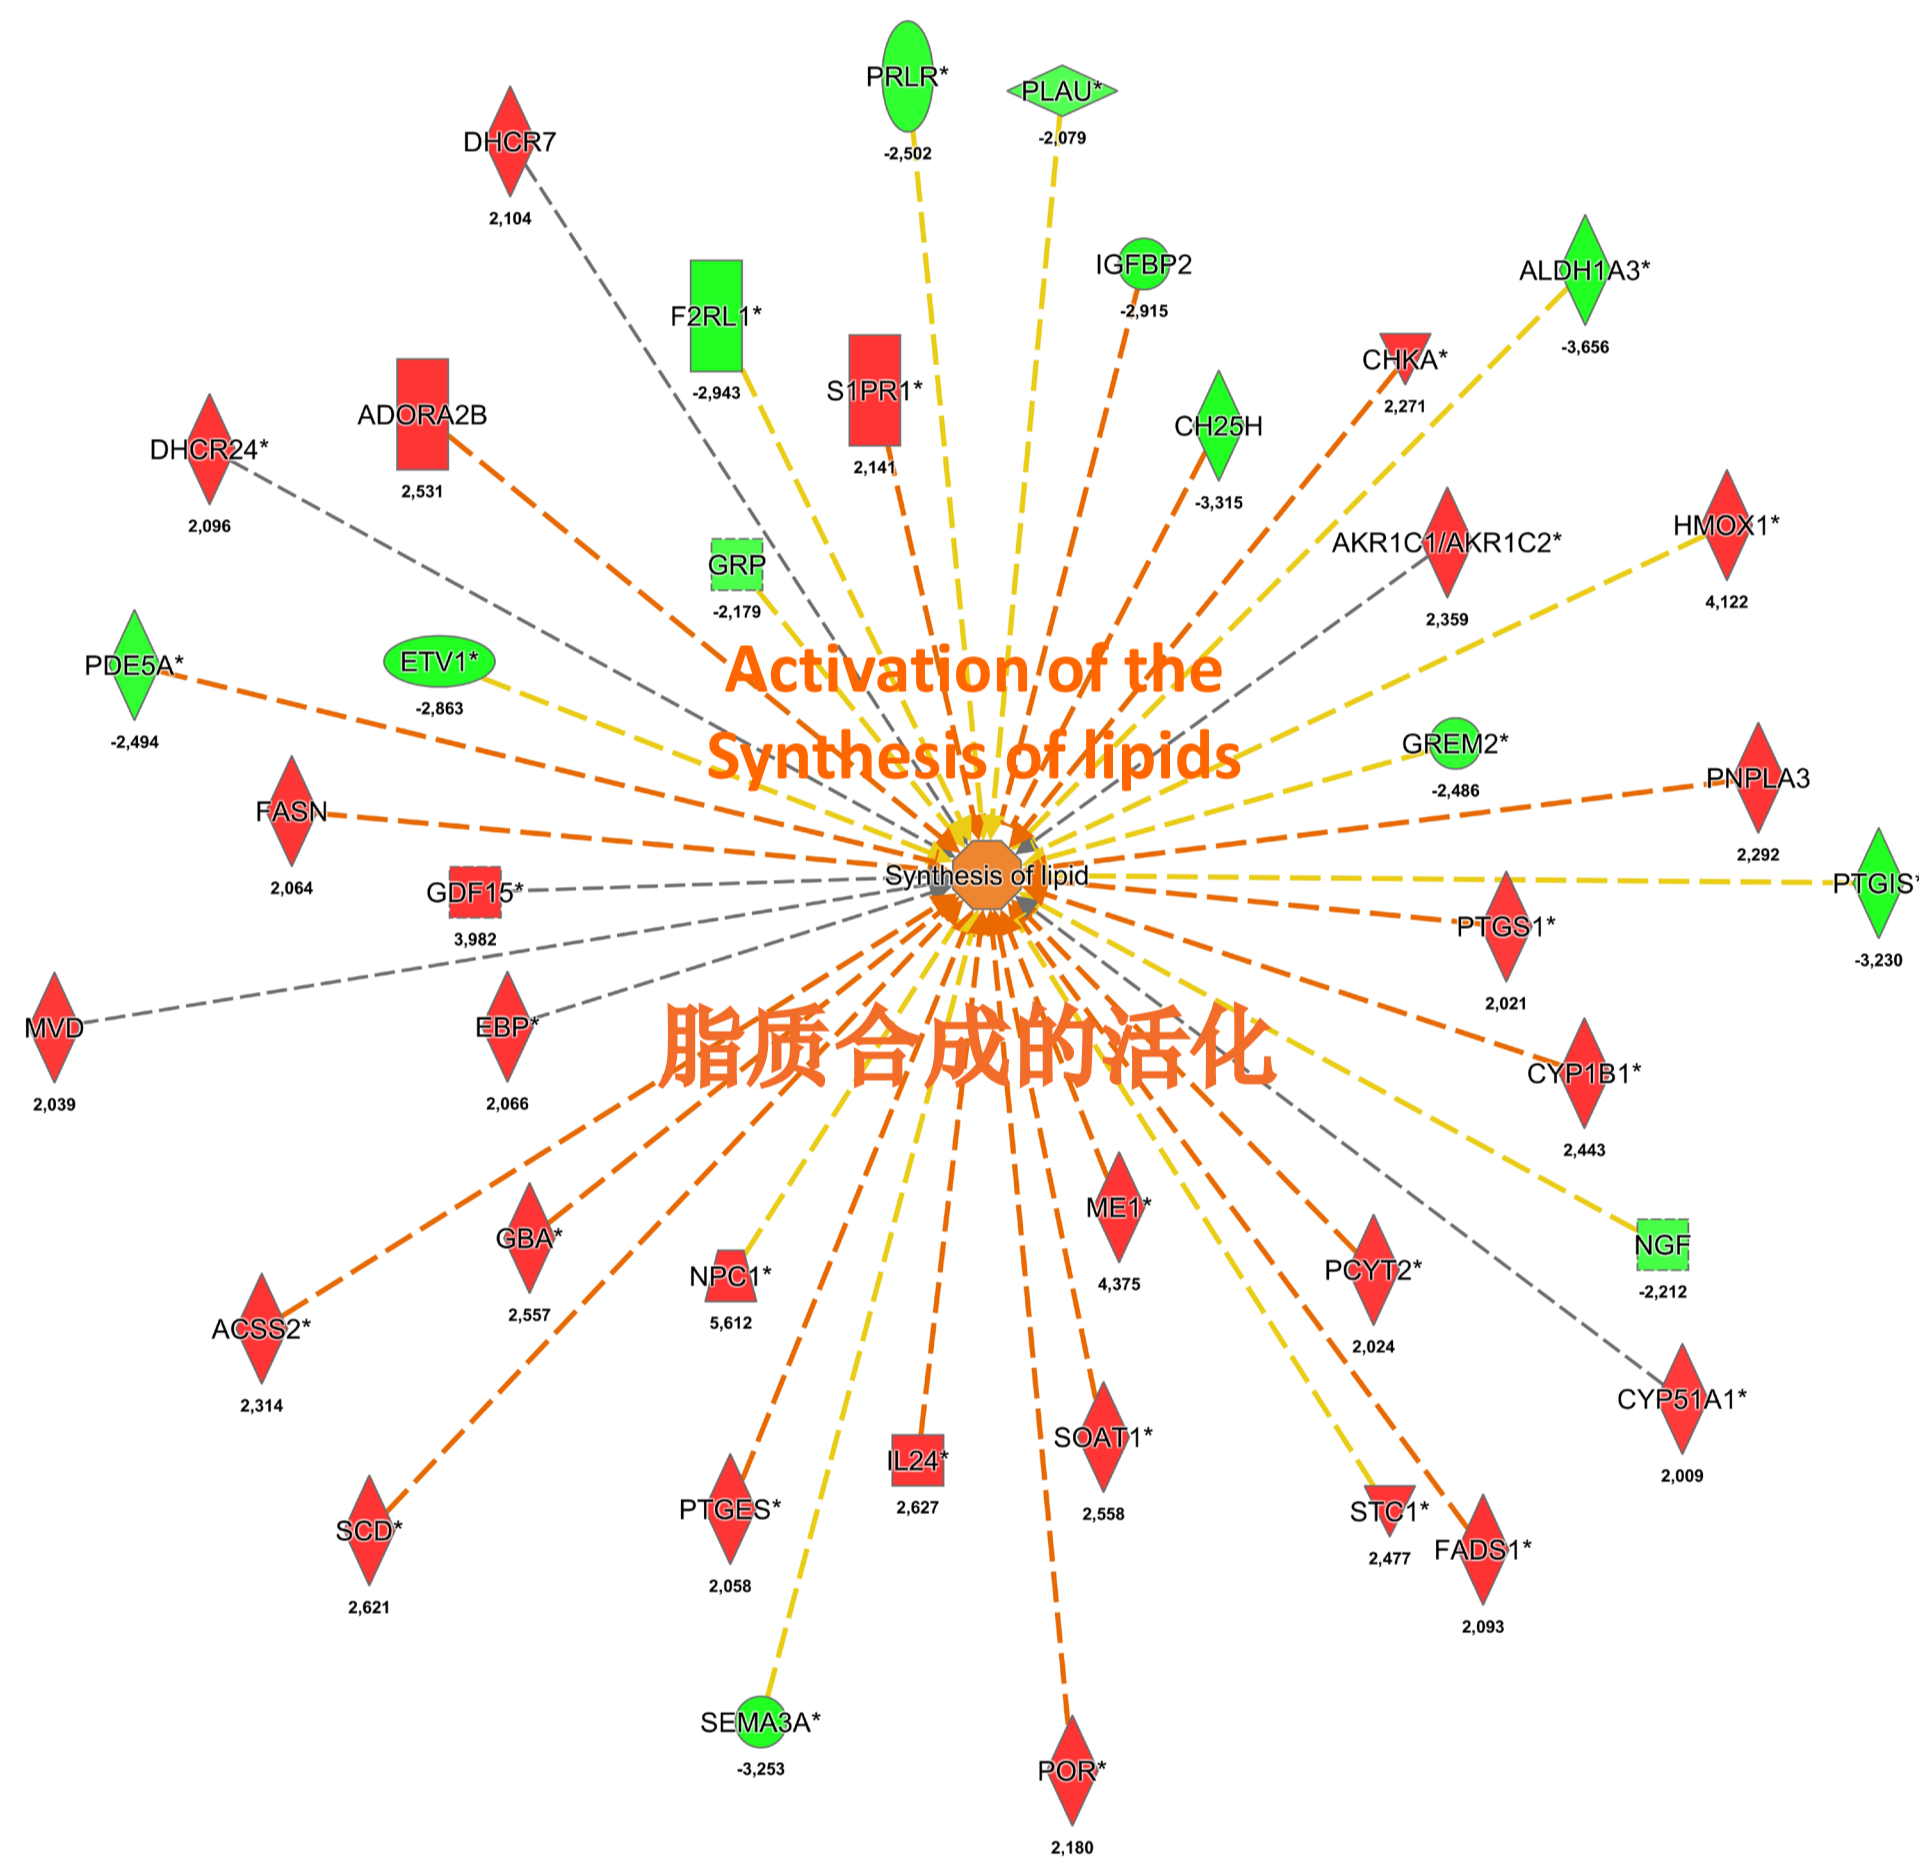 PRLR*
-2,502
PLAU*
-2,079
DHCR7
2,104
IGFBP2
-2,915
ALDH1A3*
-3,656
F2RL1*
-2,943
S1PR1*
2,141
CHKA*
2,271
ADORA2B
2,531
CH25H
-3,315
DHCR24*
2,096
HMOX1*
4,122
AKR1C1/AKR1C2*
2,359
GRP
-2,179
PDE5A*
-2,494
ETV1*
-2,863
Activation of the
Synthesis of lipids
GREM2*
-2,486
PNPLA3
2,292
FASN
2,064
Synthesis of lipid
GDF15*
3,982
PTGIS*
-3,230
PTGS1*
2,021
MVD
2,039
EBP*
2,066
脂质合成的活化
CYP1B1*
2,443
ME1*
4,375
GBA*
2,557
NGF
-2,212
NPC1*
5,612
PCYT2*
2,024
ACSS2*
2,314
CYP51A1*
2,009
SOAT1*
2,558
IL24*
2,627
PTGES*
2,058
STC1*
2,477
SCD*
2,621
FADS1*
2,093
SEMA3A*
-3,253
POR*
2,180